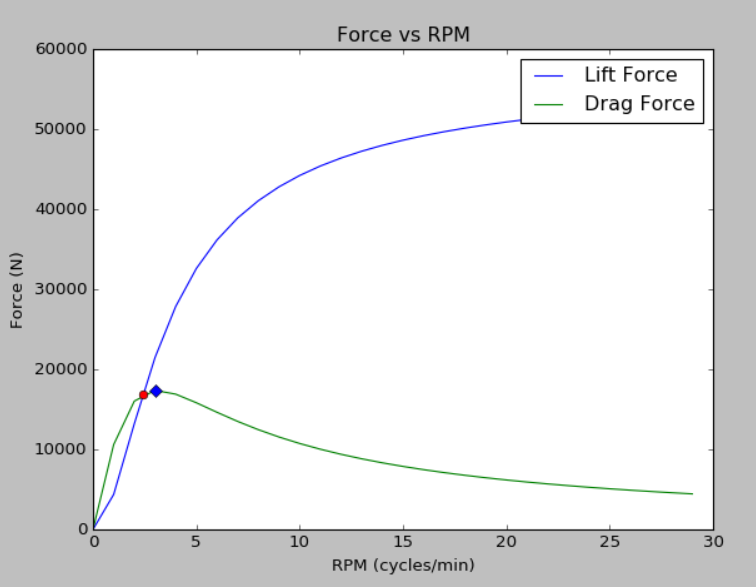 Force vs RPM
60000
50000
40000
30000
20000
10000
0
Force (N)
Lift Force
Drag Force
0 5 10 15 20 25 30
RPM (cycles/min)